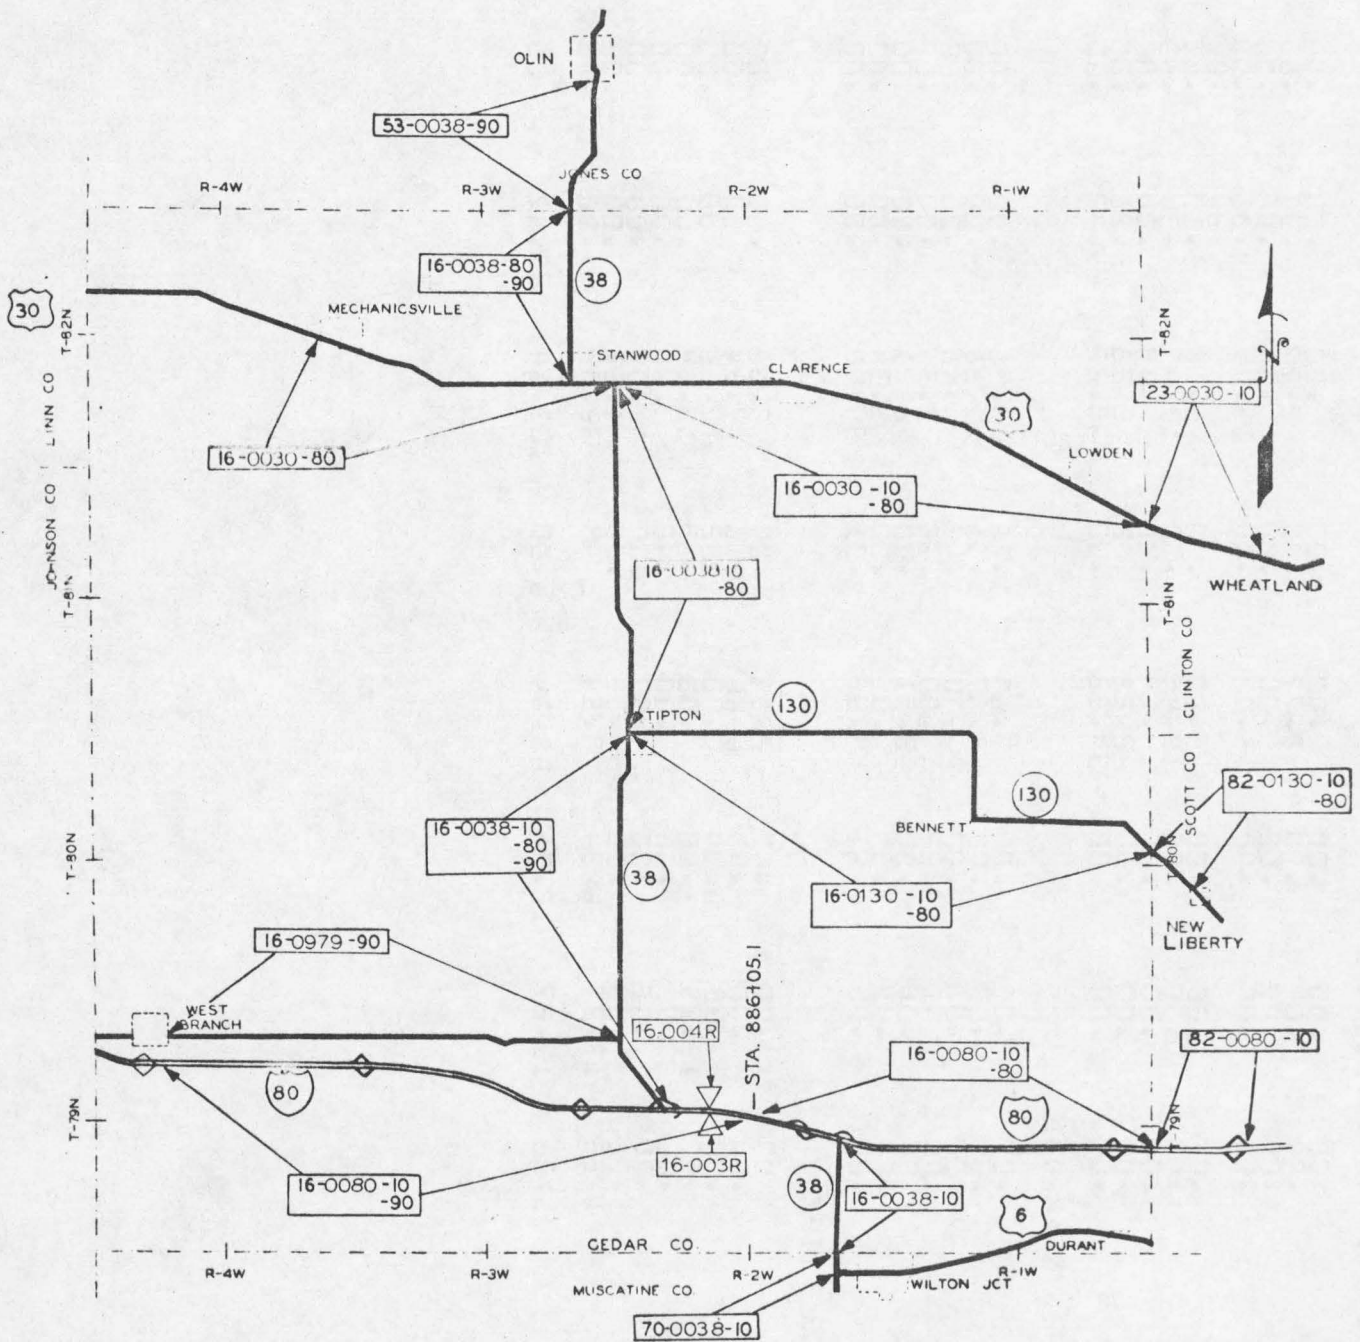 OLIN
53-0038-90
JONES CO
R-4W
R-3W
R-2W
R-1W
16-0038-80
-90
38
30
MECHANICSVILLE
T-82N
T-82N
STANWOOD
CLARENCE
23-0030-10
30
LINN CO
LOWDEN
16-0030-80
16-0030-10
-80
JOHNSON CO
16-0038 10
-80
WHEATLAND
T-81N
T-81N
CLINTON CO
TIPTON
130
SCOTT CO
82-0130-10
-80
130
BENNETT
16-0038-10
-80
-90
T-80N
80N
38
16-0130-10
-80
NEW
LIBERTY
16-0979-90
WEST
BRANCH
STA. 886+05.1
16-004R
16-0080-10
-80
82-0080-10
80
80
T-79N
T-79N
16-003R
16-0080-10
-90
38
16-0038-10
6
CEDAR CO.
DURANT
R-4W
R-3W
R-2W
R-1W
MUSCATINE CO.
WILTON JCT
70-0038-10